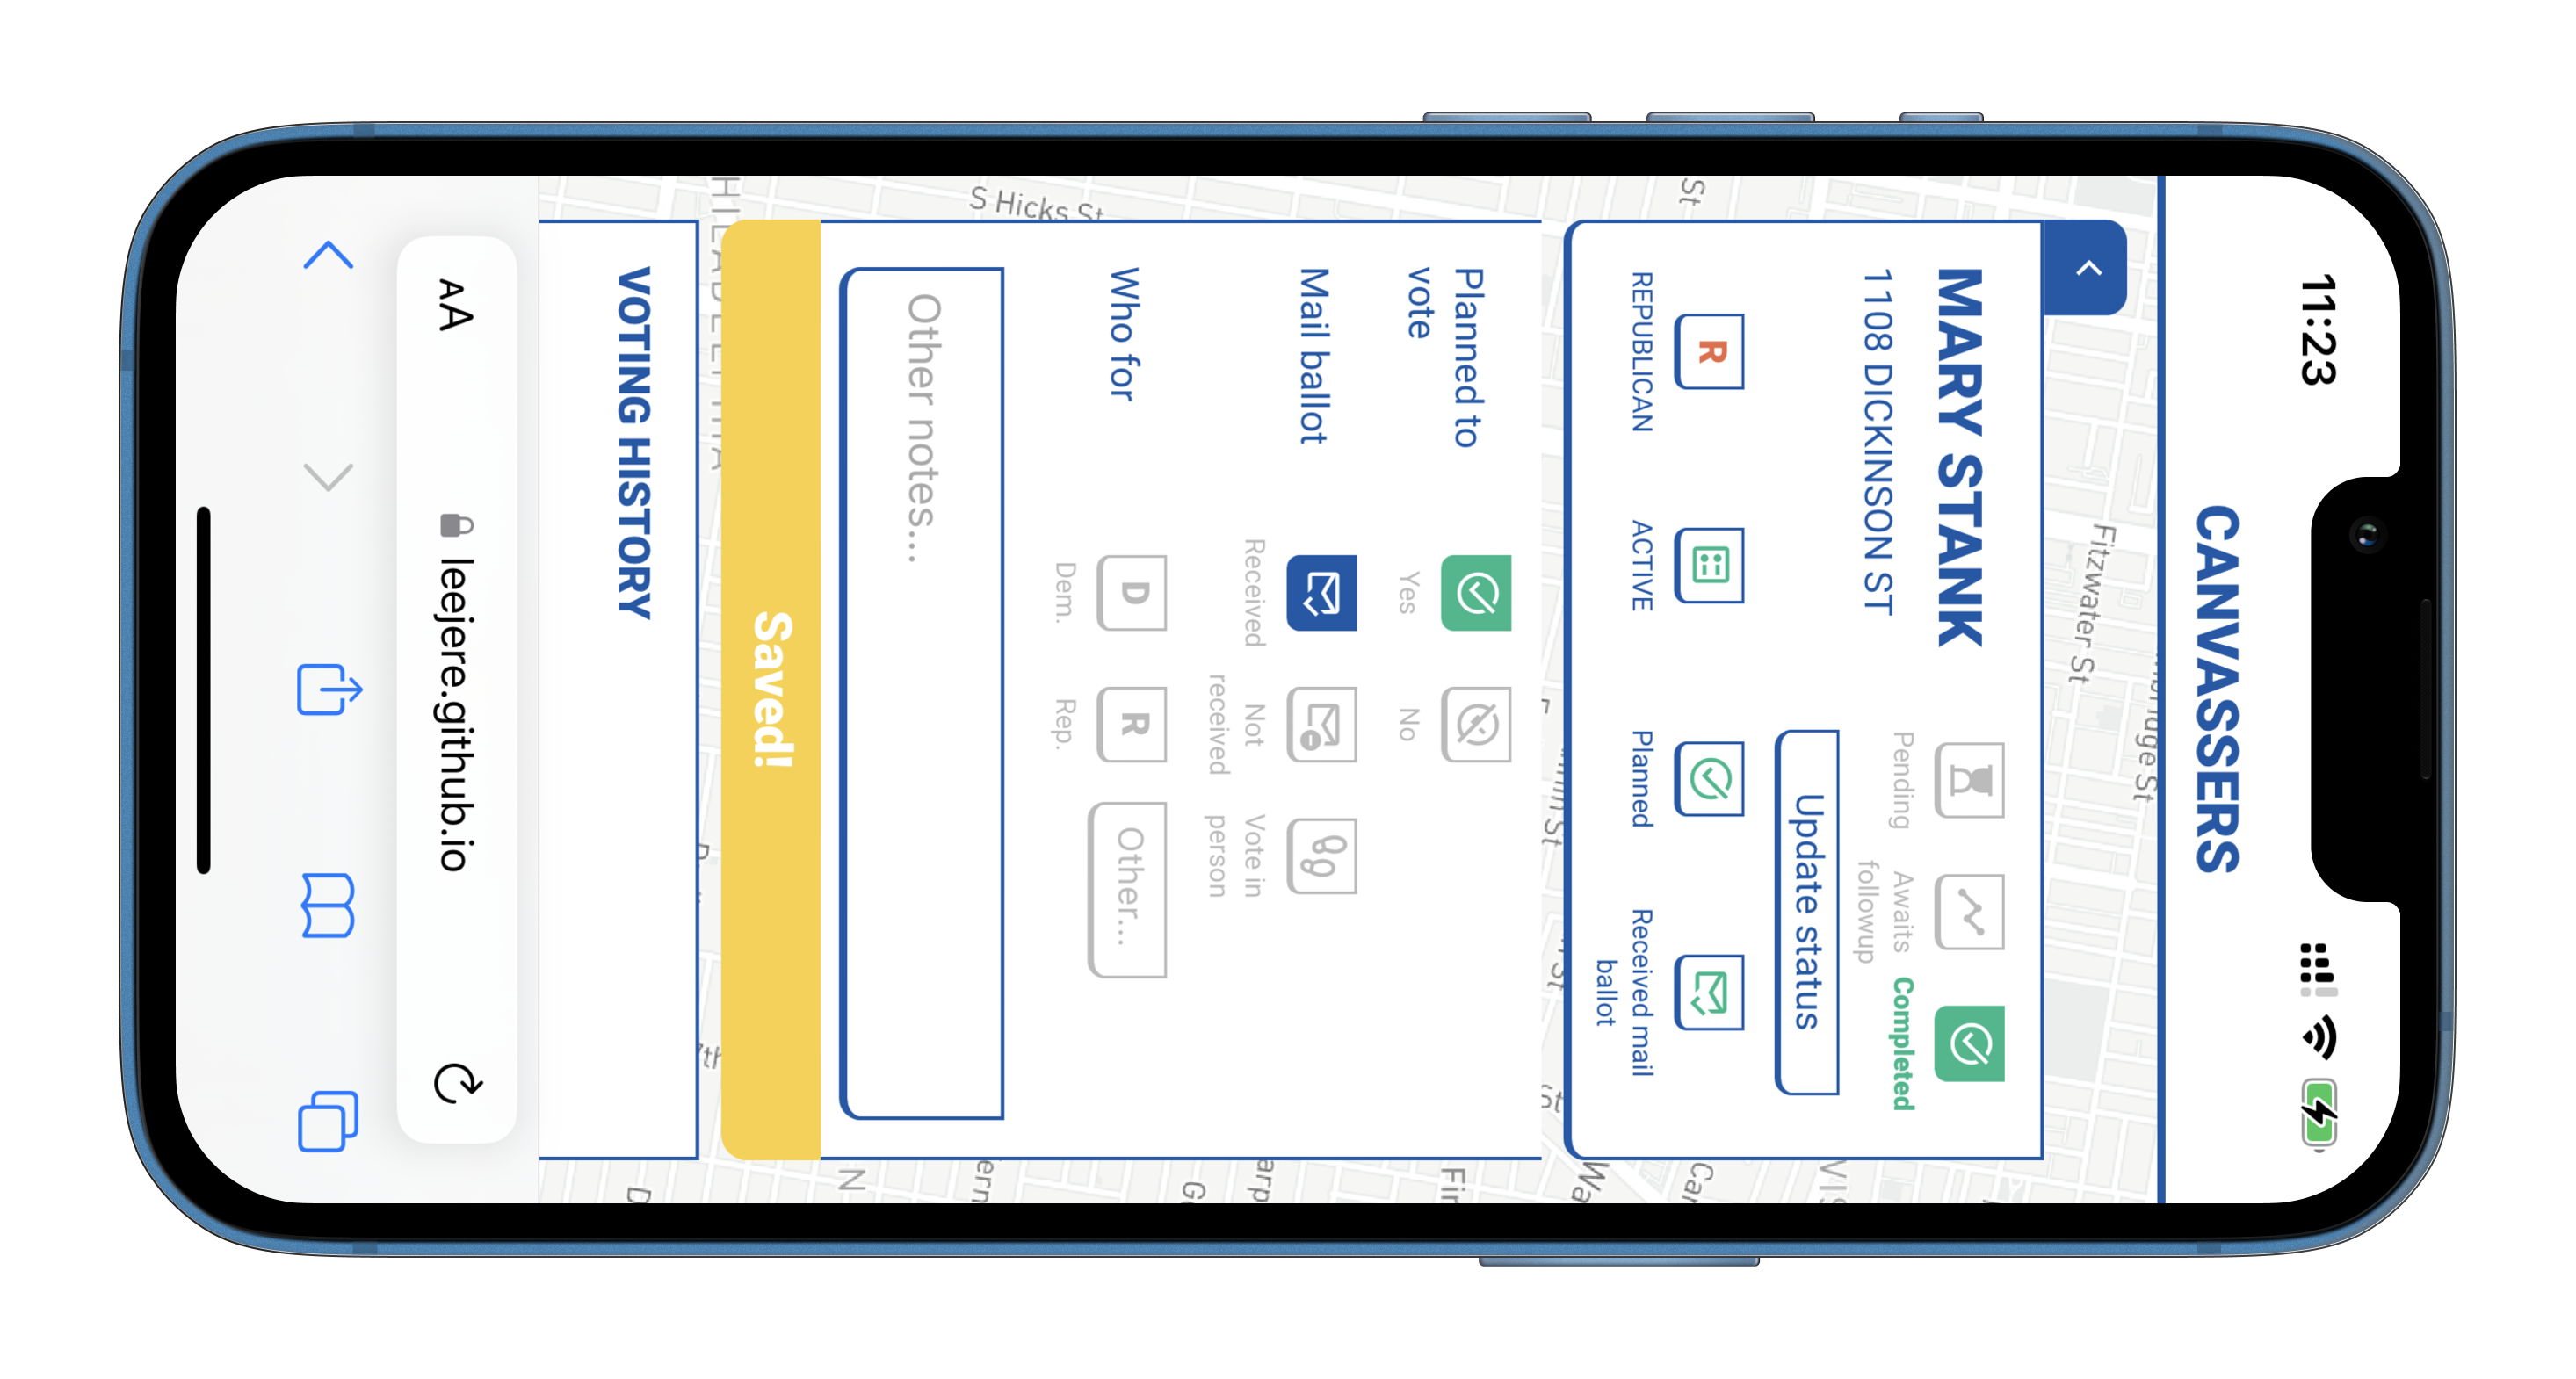 11:23
CANVASSERS
Fitzwater St
MARY STANK
1108 DICKINSON ST
Pending
Awaits
followup
Completed
Update status
R
REPUBLICAN
ACTIVE
Planned
Received mail
ballot
St
Planned to
vote
Yes
No
Mail ballot
Received
Not
received
Vote in
person
Who for
D
Dem.
R
Rep.
Other...
Other notes...
S Hicks St
Saved!
VOTING HISTORY
AA
leejere.github.io